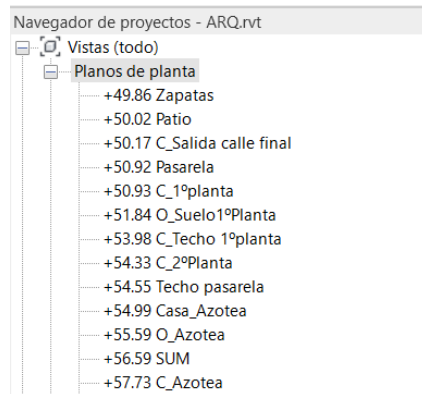 Navegador de proyectos - ARQ.rvt
Vistas (todo)
Planos de planta
+49.86 Zapatas
+50.02 Patio
+50.17 C_Salida calle final
+50.92 Pasarela
+50.93 C_1ºplanta
+51.84 O_Suelo1ºPlanta
+53.98 C_Techo 1ºplanta
+54.33 C_2ºPlanta
+54.55 Techo pasarela
+54.99 Casa_Azotea
+55.59 O_Azotea
+56.59 SUM
+57.73 C_Azotea